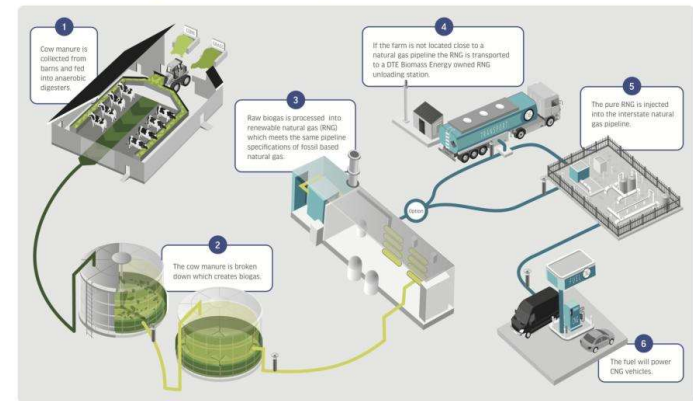 1
Cow manure is
collected from
barns and fed
into anaerobic
digesters.
2
The cow manure is broken
down which creates biogas.
3
Raw biogas is processed into
renewable natural gas (RNG)
which meets the same pipeline
specifications of fossil based
natural gas.
Option
4
If the farm is not located close to a
natural gas pipeline the RNG is transported
to a DTE Biomass Energy owned RNG
unloading station.
TRANSPORT
5
The pure RNG is injected
into the interstate natural
gas pipeline.
FUEL
6
The fuel will power
CNG vehicles.